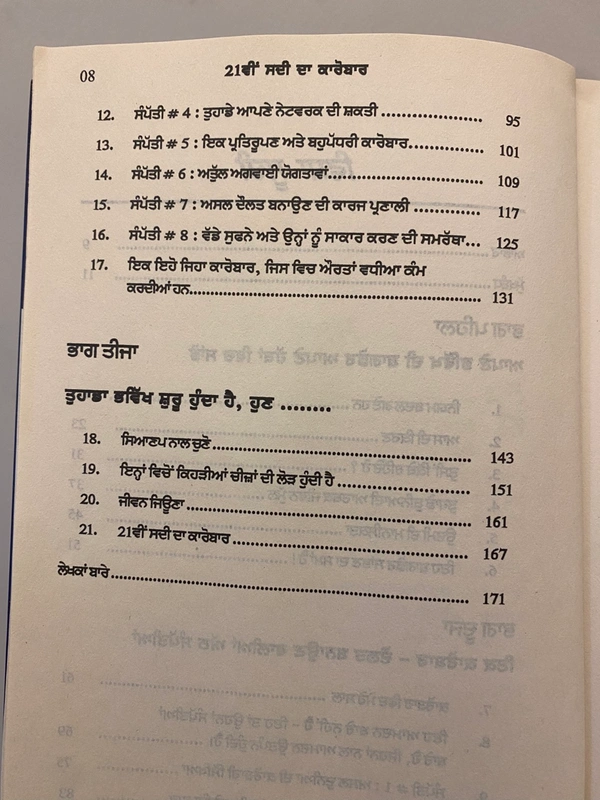 08
21ਵੀਂ ਸਦੀ ਦਾ ਕਾਰੋਬਾਰ
12. ਸੰਪੱਤੀ # 4 : ਤੁਹਾਡੇ ਆਪਣੇ ਨੇਟਵਰਕ ਦੀ ਸ਼ਕਤੀ .................. 95
13. ਸੰਪੱਤੀ # 5 : ਇਕ ਪ੍ਰਤਿਰੂਪਣ ਅਤੇ ਬਹੁਪੱਧਰੀ ਕਾਰੋਬਾਰ.............. 101
14. ਸੰਪੱਤੀ # 6 : ਅਤੁੱਲ ਅਗਵਾਈ ਯੋਗਤਾਵਾਂ............................ 109
15. ਸੰਪੱਤੀ # 7 : ਅਸਲ ਦੌਲਤ ਬਨਾਉਣ ਦੀ ਕਾਰਜ ਪ੍ਰਣਾਲੀ .............. 117
16. ਸੰਪੱਤੀ # 8 : ਵੱਡੇ ਸੁਫਨੇ ਅਤੇ ਉਨ੍ਹਾਂ ਨੂੰ ਸਾਕਾਰ ਕਰਣ ਦੀ ਸਮਰੱਥਾ... 125
17. ਇਕ ਇਹੋ ਜਿਹਾ ਕਾਰੋਬਾਰ, ਜਿਸ ਵਿਚ ਔਰਤਾਂ ਵਧੀਆ ਕੰਮ
ਕਰਦੀਆਂ ਹਨ.......................................................... 131
ਭਾਗ ਤੀਜਾ
ਤੁਹਾਡਾ ਭਵਿੱਖ ਸ਼ੁਰੂ ਹੁੰਦਾ ਹੈ, ਹੁਣ ........
18. ਸਿਆਣਪ ਨਾਲ ਚੁਣੋ .................................................. 143
19. ਇਨ੍ਹਾਂ ਵਿਚੋਂ ਕਿਹੜੀਆਂ ਚੀਜ਼ਾਂ ਦੀ ਲੋੜ ਹੁੰਦੀ ਹੈ ......................... 151
20. ਜੀਵਨ ਜਿਊਣਾ ........................................................ 161
21. 21ਵੀਂ ਸਦੀ ਦਾ ਕਾਰੋਬਾਰ ............................................ 167
ਲੇਖਕਾਂ ਬਾਰੇ .................................................................. 171